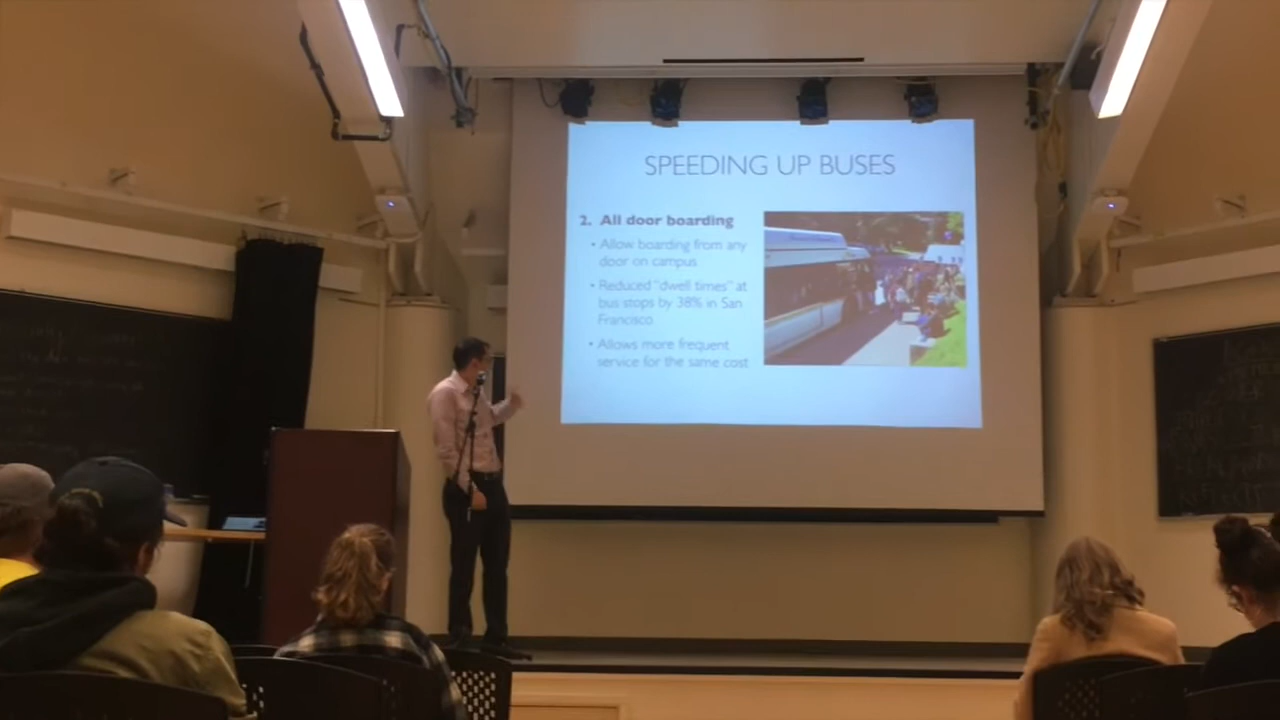 SPEEDING UP BUSES
2. All door boarding
• Allow boarding from any
door on campus
• Reduced "dwell times" at
bus stops by 38% in San
Francisco
• Allows more frequent
service for the same cost